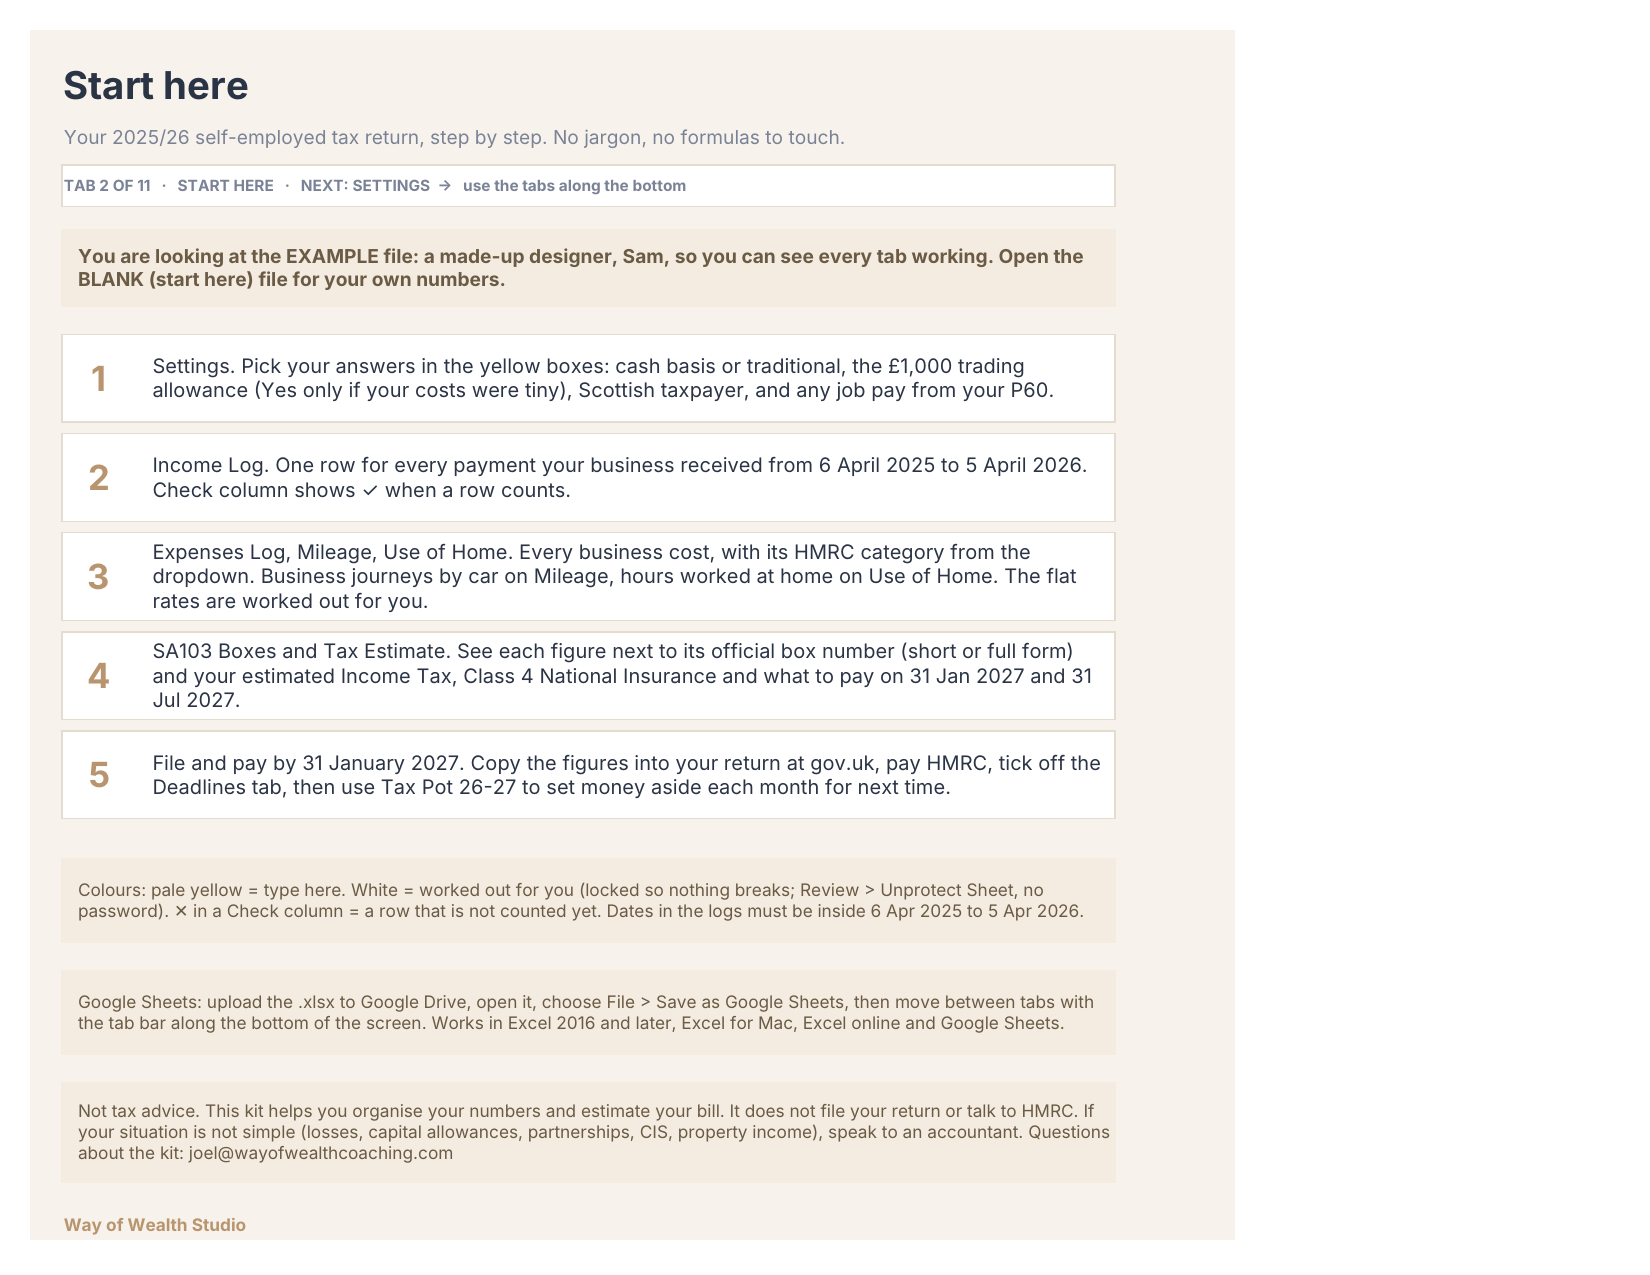 Start here
Your 2025/26 self-employed tax return, step by step. No jargon, no formulas to touch.
TAB 2 OF 11 · START HERE · NEXT: SETTINGS → use the tabs along the bottom
You are looking at the EXAMPLE file: a made-up designer, Sam, so you can see every tab working. Open the
BLANK (start here) file for your own numbers.
1
Settings. Pick your answers in the yellow boxes: cash basis or traditional, the £1,000 trading
allowance (Yes only if your costs were tiny), Scottish taxpayer, and any job pay from your P60.
2
Income Log. One row for every payment your business received from 6 April 2025 to 5 April 2026.
Check column shows ✓ when a row counts.
3
Expenses Log, Mileage, Use of Home. Every business cost, with its HMRC category from the
dropdown. Business journeys by car on Mileage, hours worked at home on Use of Home. The flat
rates are worked out for you.
4
SA103 Boxes and Tax Estimate. See each figure next to its official box number (short or full form)
and your estimated Income Tax, Class 4 National Insurance and what to pay on 31 Jan 2027 and 31
Jul 2027.
5
File and pay by 31 January 2027. Copy the figures into your return at gov.uk, pay HMRC, tick off the
Deadlines tab, then use Tax Pot 26-27 to set money aside each month for next time.
Colours: pale yellow = type here. White = worked out for you (locked so nothing breaks; Review > Unprotect Sheet, no
password). ✕ in a Check column = a row that is not counted yet. Dates in the logs must be inside 6 Apr 2025 to 5 Apr 2026.
Google Sheets: upload the .xlsx to Google Drive, open it, choose File > Save as Google Sheets, then move between tabs with
the tab bar along the bottom of the screen. Works in Excel 2016 and later, Excel for Mac, Excel online and Google Sheets.
Not tax advice. This kit helps you organise your numbers and estimate your bill. It does not file your return or talk to HMRC. If
your situation is not simple (losses, capital allowances, partnerships, CIS, property income), speak to an accountant. Questions
about the kit: joel@wayofwealthcoaching.com
Way of Wealth Studio